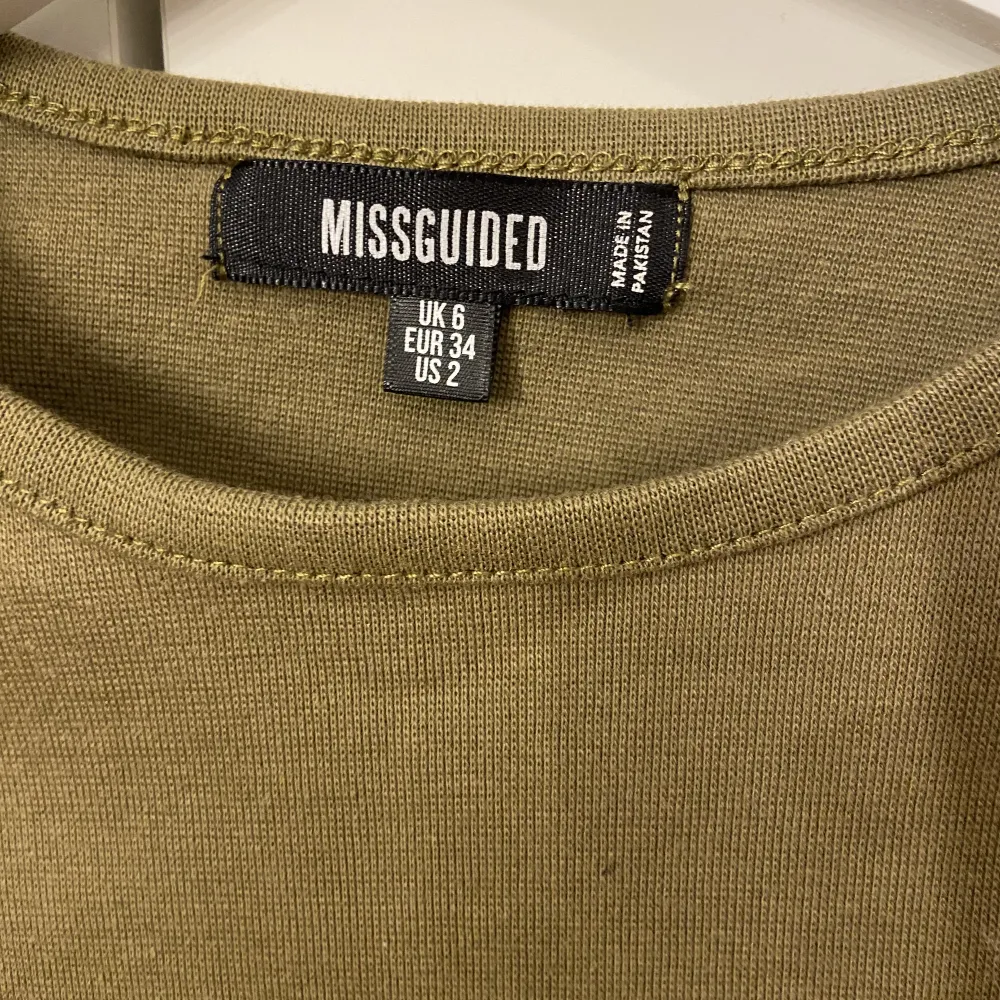 MISSGUIDED
MADE IN
PAKISTAN
UK 6
EUR 34
US 2